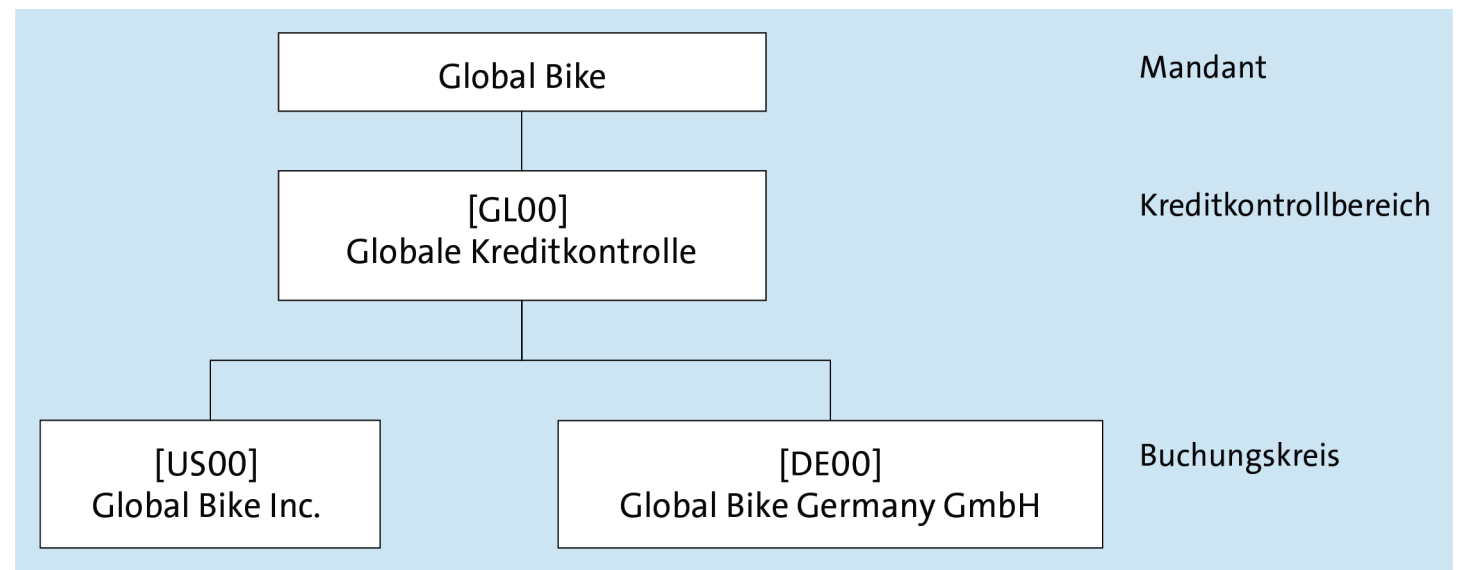 Global Bike
Mandant
[GL00]
Globale Kreditkontrolle
Kreditkontrollbereich
[US00]
Global Bike Inc.
[DE00]
Global Bike Germany GmbH
Buchungskreis